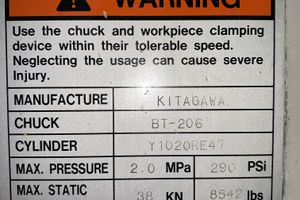 WARNING
Use the chuck and workpiece clamping
device within their tolerable speed.
Neglecting the usage can cause severe
Injury.
MANUFACTURE KITAGAWA
CHUCK BT-206
CYLINDER Y1020RE47
MAX. PRESSURE 2.0 MPa 290 PSi
MAX. STATIC 38 KN 8542 lbs